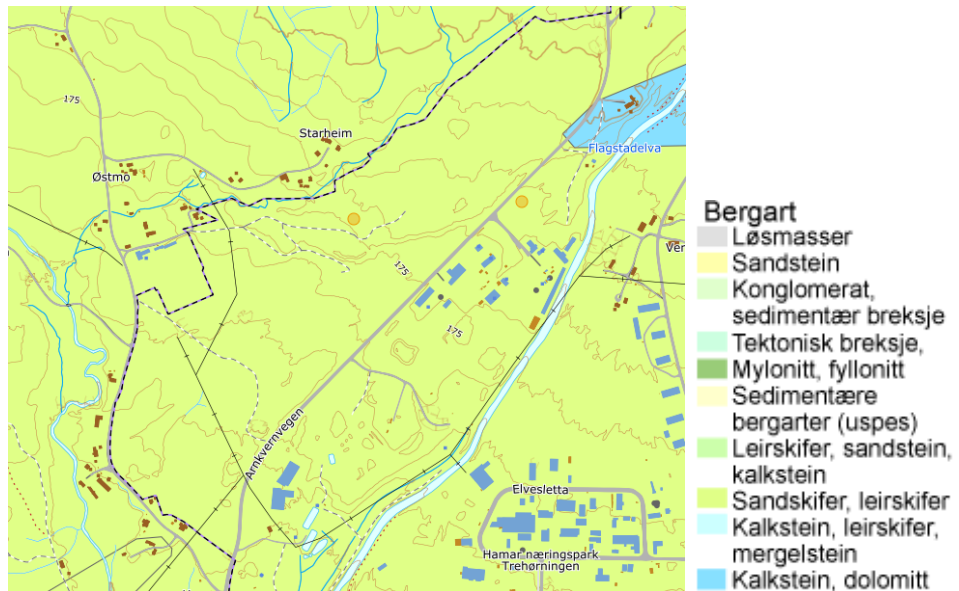 175
Starheim
Østmo
Flagstadelva
Ver
175
175
Arnkvernvegen
Elvesletta
Hamar næringspark
Trehørningen
Bergart
Løsmasser
Sandstein
Konglomerat,
sedimentær breksje
Tektonisk breksje,
Mylonitt, fyllonitt
Sedimentære
bergarter (uspes)
Leirskifer, sandstein,
kalkstein
Sandskifer, leirskifer
Kalkstein, leirskifer,
mergelstein
Kalkstein, dolomitt